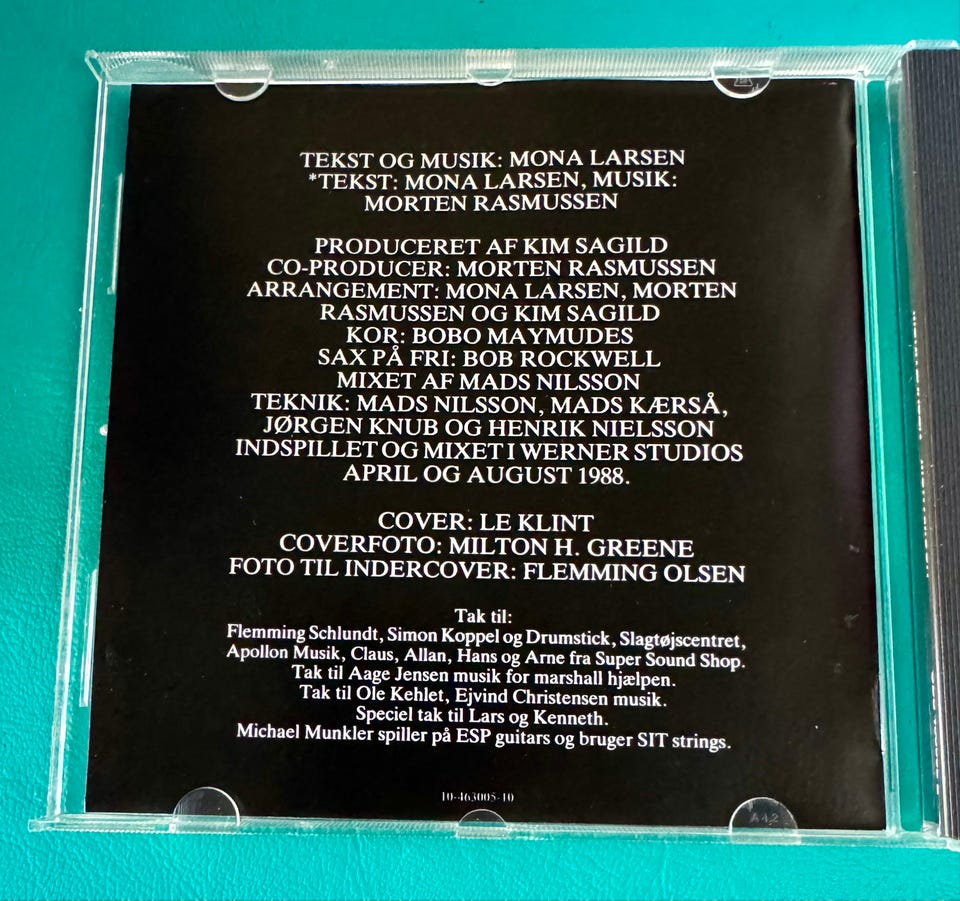 TEKST OG MUSIK: MONA LARSEN
*TEKST: MONA LARSEN, MUSIK:
MORTEN RASMUSSEN
PRODUCERET AF KIM SAGILD
CO-PRODUCER: MORTEN RASMUSSEN
ARRANGEMENT: MONA LARSEN, MORTEN
RASMUSSEN OG KIM SAGILD
KOR: BOBO MAYMUDES
SAX PÅ FRI: BOB ROCKWELL
MIXET AF MADS NILSSON
TEKNIK: MADS NILSSON, MADS KÆRSÅ,
JØRGEN KNUB OG HENRIK NIELSSON
INDSPILLET OG MIXET I WERNER STUDIOS
APRIL OG AUGUST 1988.
COVER: LE KLINT
COVERFOTO: MILTON H. GREENE
FOTO TIL INDERCOVER: FLEMMING OLSEN
Tak til:
Flemming Schlundt, Simon Koppel og Drumstick, Slagtøjscentret,
Apollon Musik, Claus, Allan, Hans og Arne fra Super Sound Shop.
Tak til Aage Jensen musik for marshall hjælpen.
Tak til Ole Kehlet, Ejvind Christensen musik.
Speciel tak til Lars og Kenneth.
Michael Munkler spiller på ESP guitars og bruger SIT strings.
10-463005-10
A42